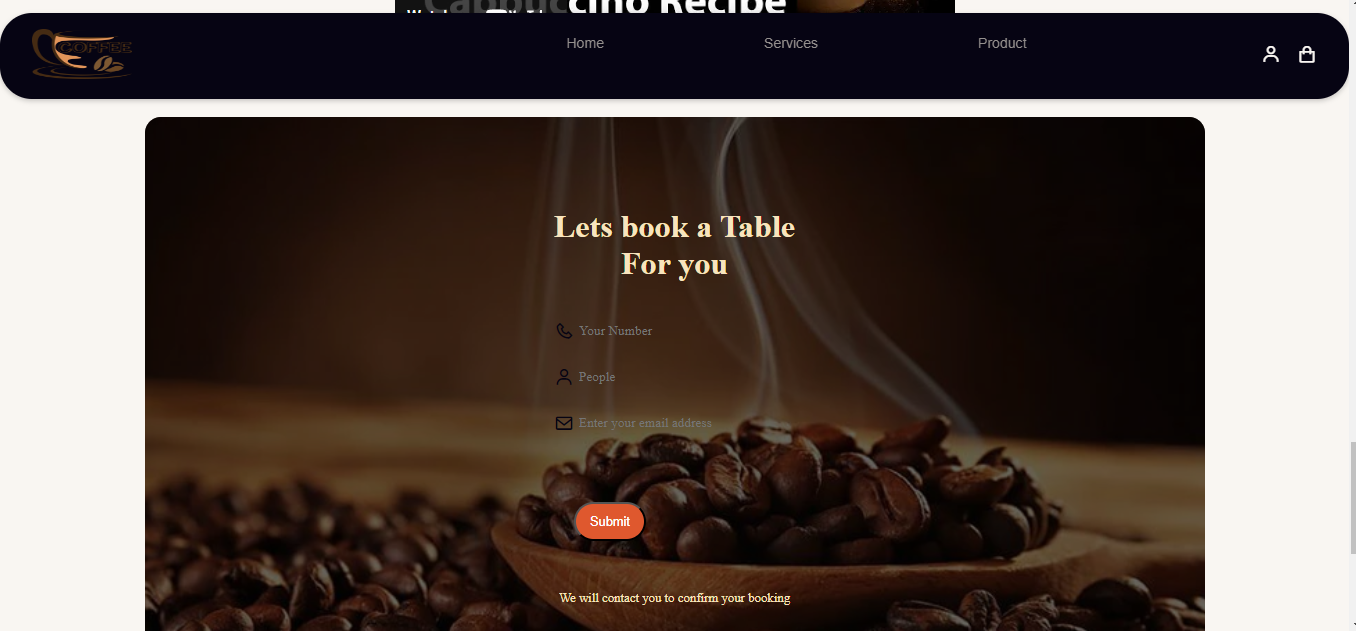 cino Recipe
COFFEE
Home
Services
Product
Lets book a Table
For you
Your Number
People
Enter your email address
Submit
We will contact you to confirm your booking